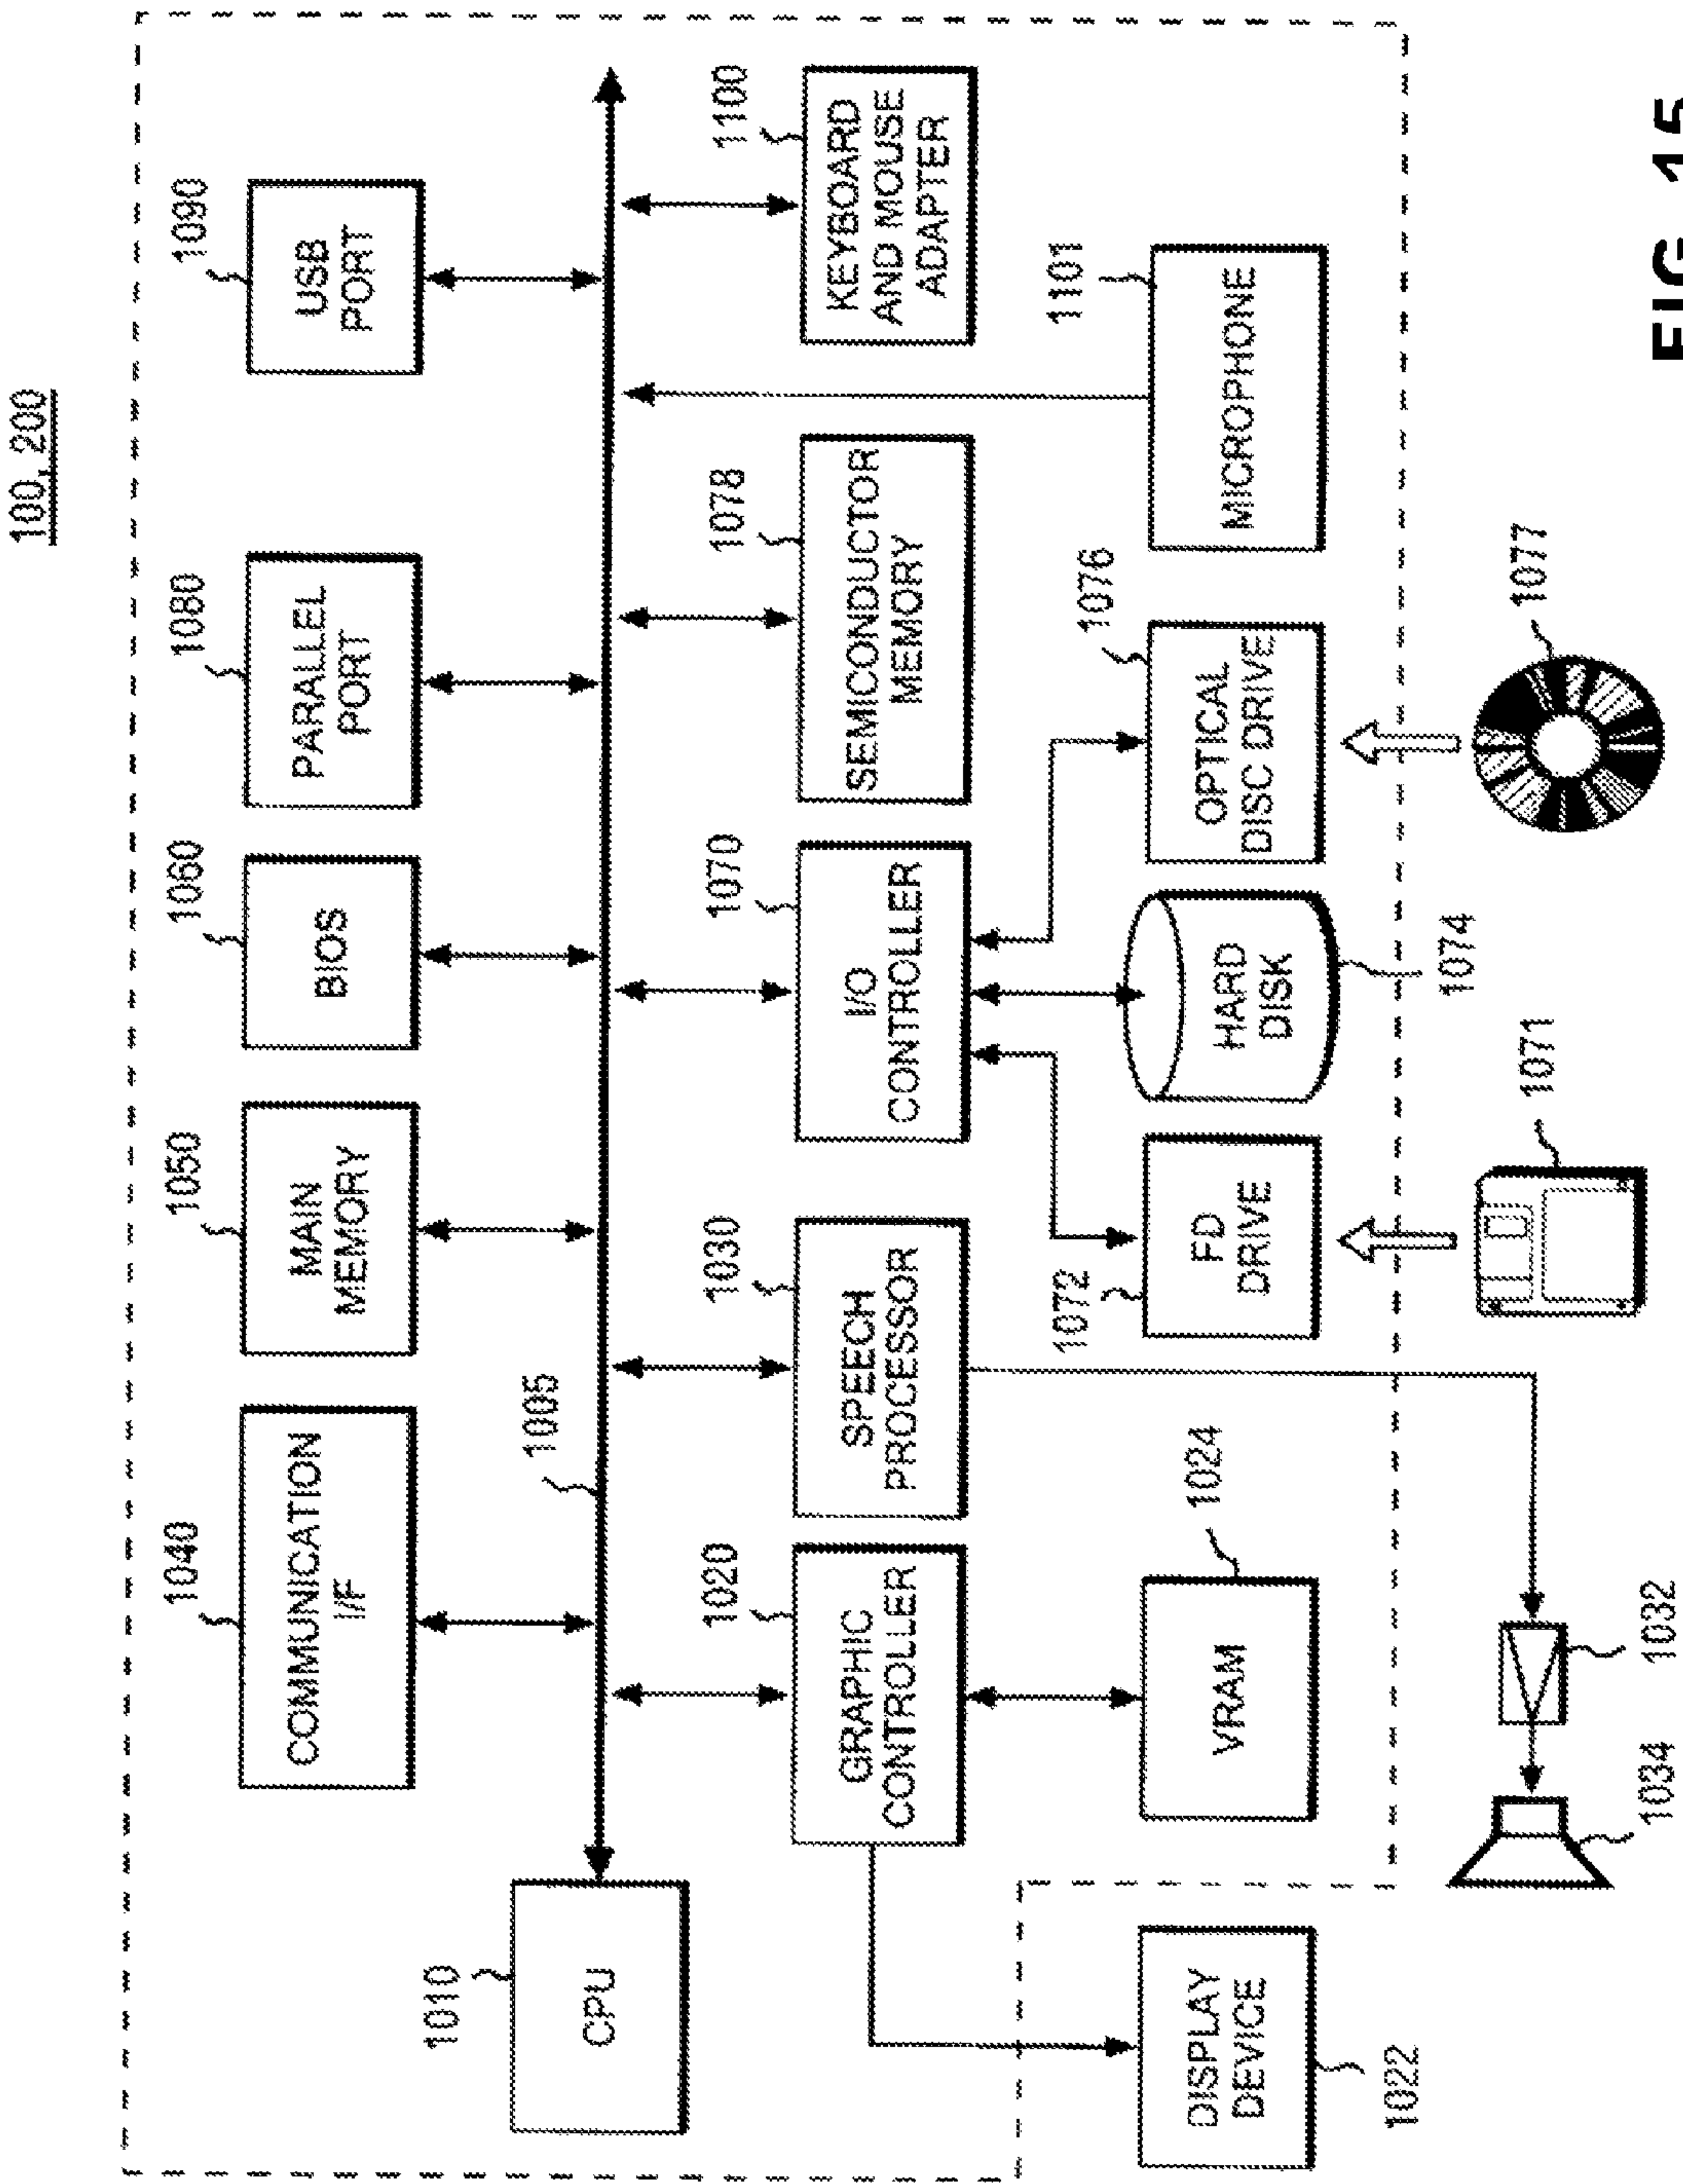 100, 200
1040
COMMUNICATION
I/F
1050
MAIN
MEMORY
1060
BIOS
1080
PARALLEL
PORT
1090
USB
PORT
1010
CPU
1005
1020
GRAPHIC
CONTROLLER
1030
SPEECH
PROCESSOR
1070
I/O
CONTROLLER
1078
SEMICONDUCTOR
MEMORY
1100
KEYBOARD
AND MOUSE
ADAPTER
1022
DISPLAY
DEVICE
1024
VRAM
1072
FD
DRIVE
HARD
DISK
1074
1076
OPTICAL
DISC DRIVE
1101
MICROPHONE
1034
1032
1071
1077
FIG. 15